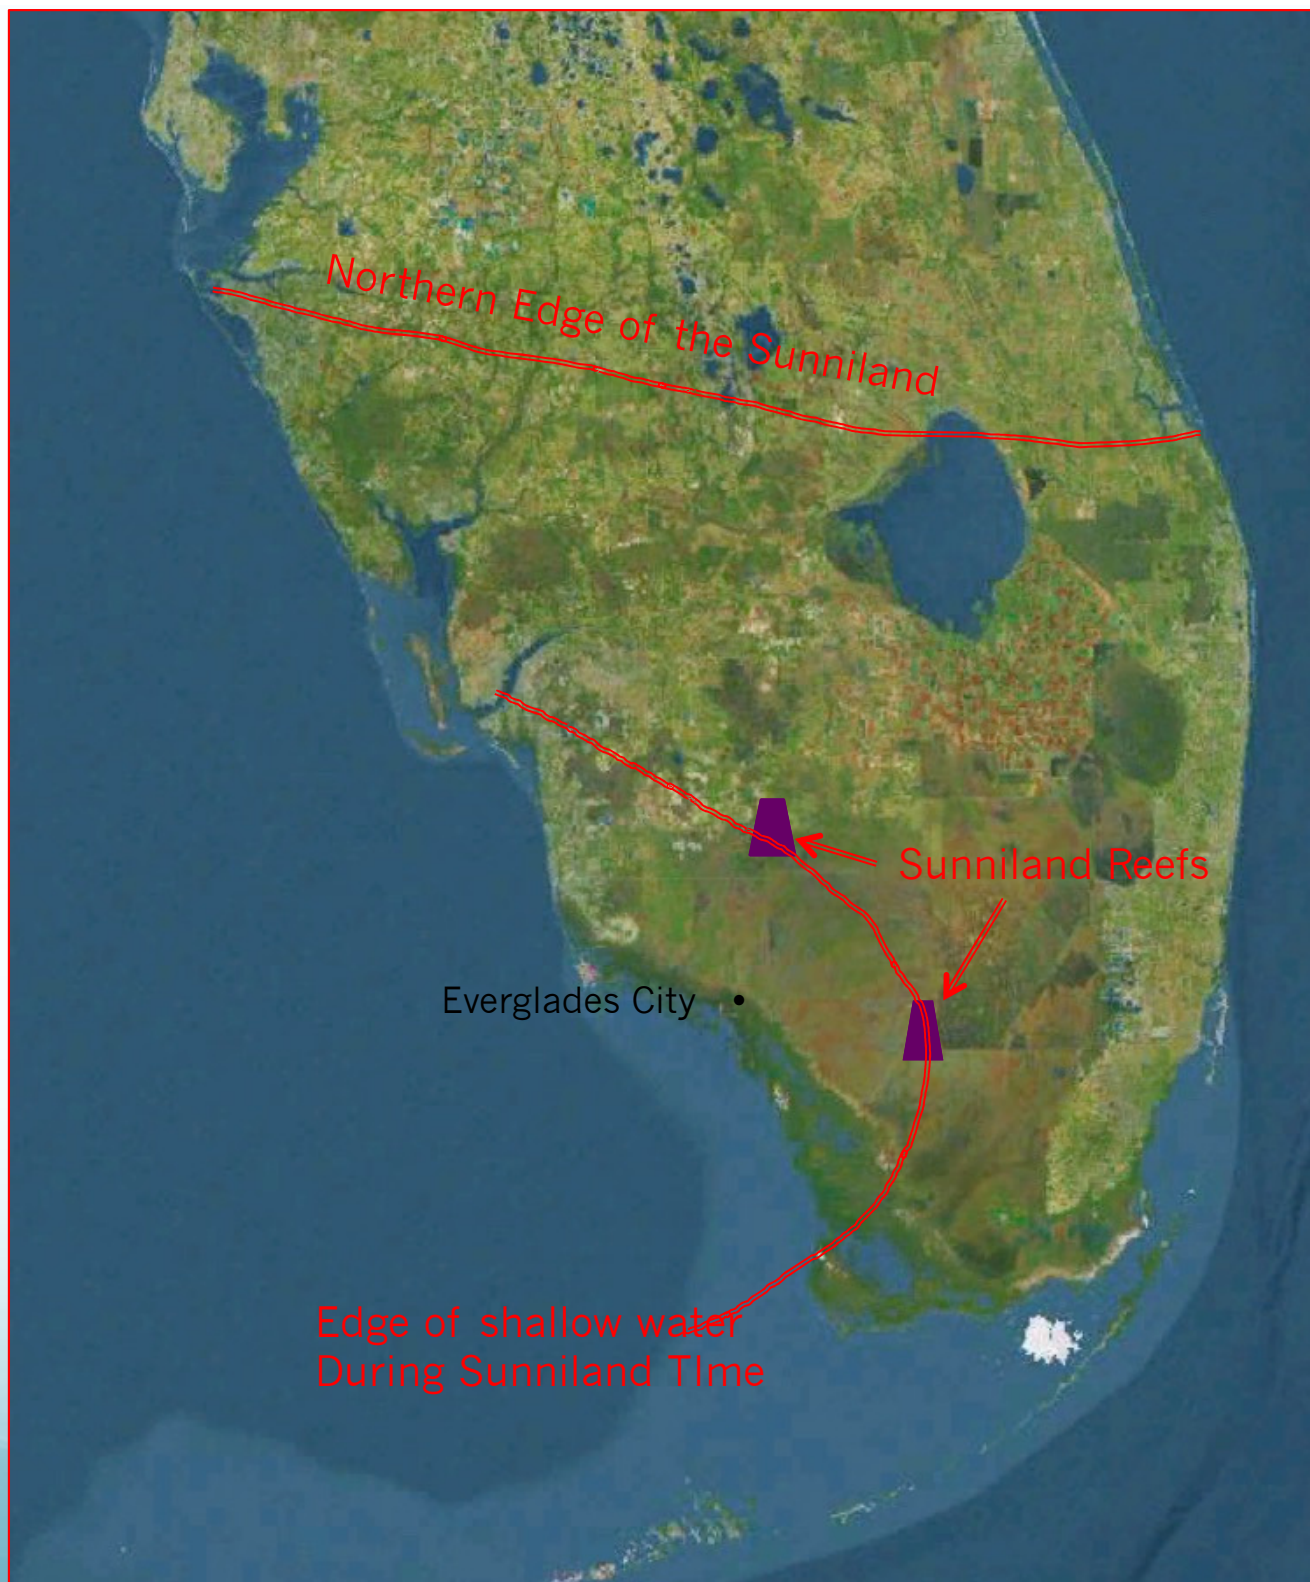 Northern Edge of the Sunniland
Sunniland Reefs
Everglades City
Edge of shallow water
During Sunniland TIme